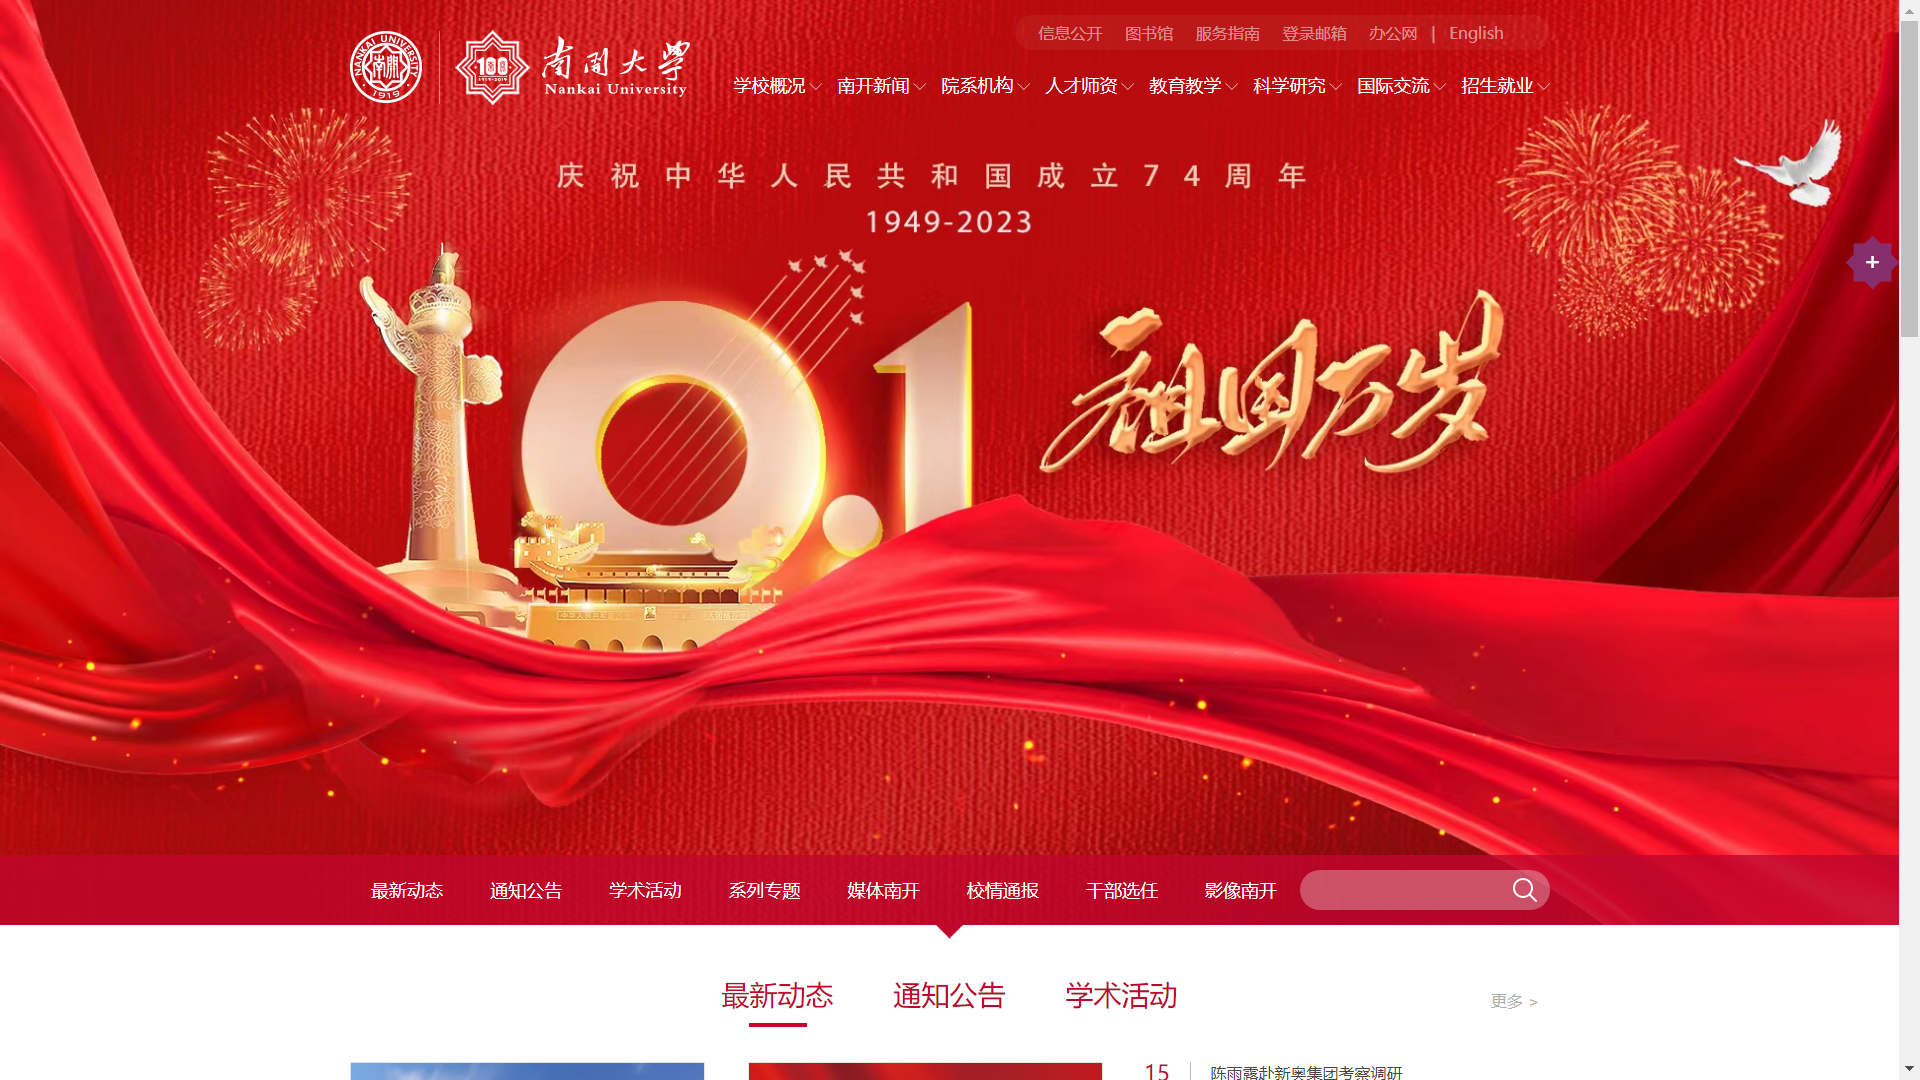 信息公开 图书馆 服务指南 登录邮箱 办公网 | English
NANKAI UNIVERSITY
南開
1919
100
1919-2019
南開大學
Nankai University
学校概况 南开新闻 院系机构 人才师资 教育教学 科学研究 国际交流 招生就业
庆祝中华人民共和国成立74周年
1949-2023
+
10.1
祖国万岁
最新动态 通知公告 学术活动 系列专题 媒体南开 校情通报 干部选任 影像南开
最新动态 通知公告 学术活动
更多 >
15 陈雨露赴新奥集团考察调研